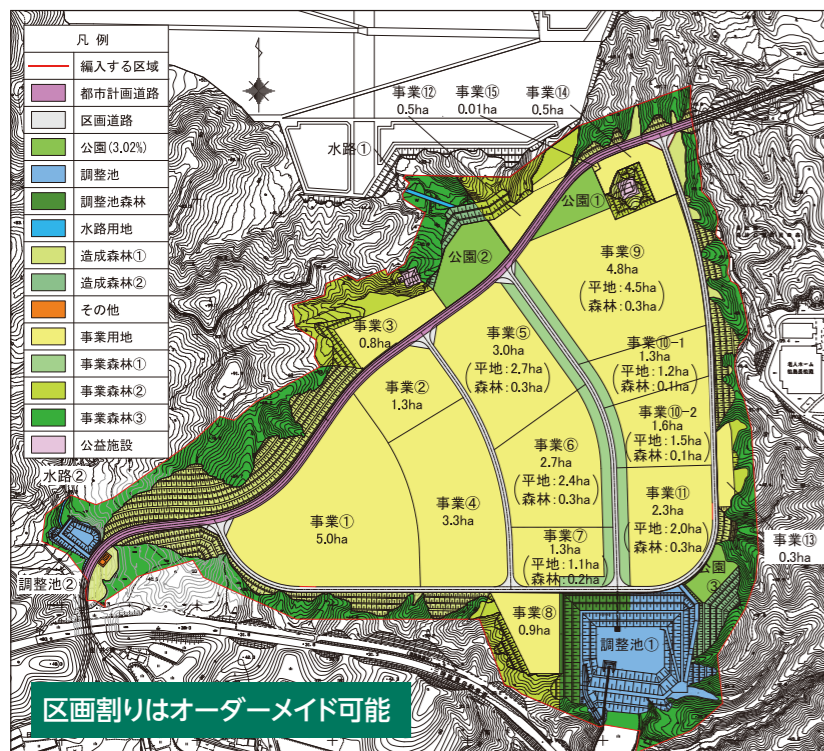 凡例
編入する区域
都市計画道路
区画道路
公園(3.02%)
調整池
調整池森林
水路用地
造成森林①
造成森林②
その他
事業用地
事業森林①
事業森林②
事業森林③
公益施設
事業⑫
0.5ha
事業⑮
0.01ha
事業⑭
0.5ha
水路①
公園①
公園②
事業⑨
4.8ha
(平地:4.5ha
森林:0.3ha)
事業③
0.8ha
事業⑤
3.0ha
(平地:2.7ha
森林:0.3ha)
事業⑩-1
1.3ha
(平地:1.2ha
森林:0.1ha)
事業②
1.3ha
事業⑩-2
1.6ha
(平地:1.5ha
森林:0.1ha)
事業⑥
2.7ha
(平地:2.4ha
森林:0.3ha)
水路②
事業①
5.0ha
事業④
3.3ha
事業⑪
2.3ha
(平地:2.0ha
森林:0.3ha)
事業⑦
1.3ha
(平地:1.1ha
森林:0.2ha)
事業⑬
0.3ha
調整池②
公園
③
事業⑧
0.9ha
調整池①
区画割りはオーダーメイド可能